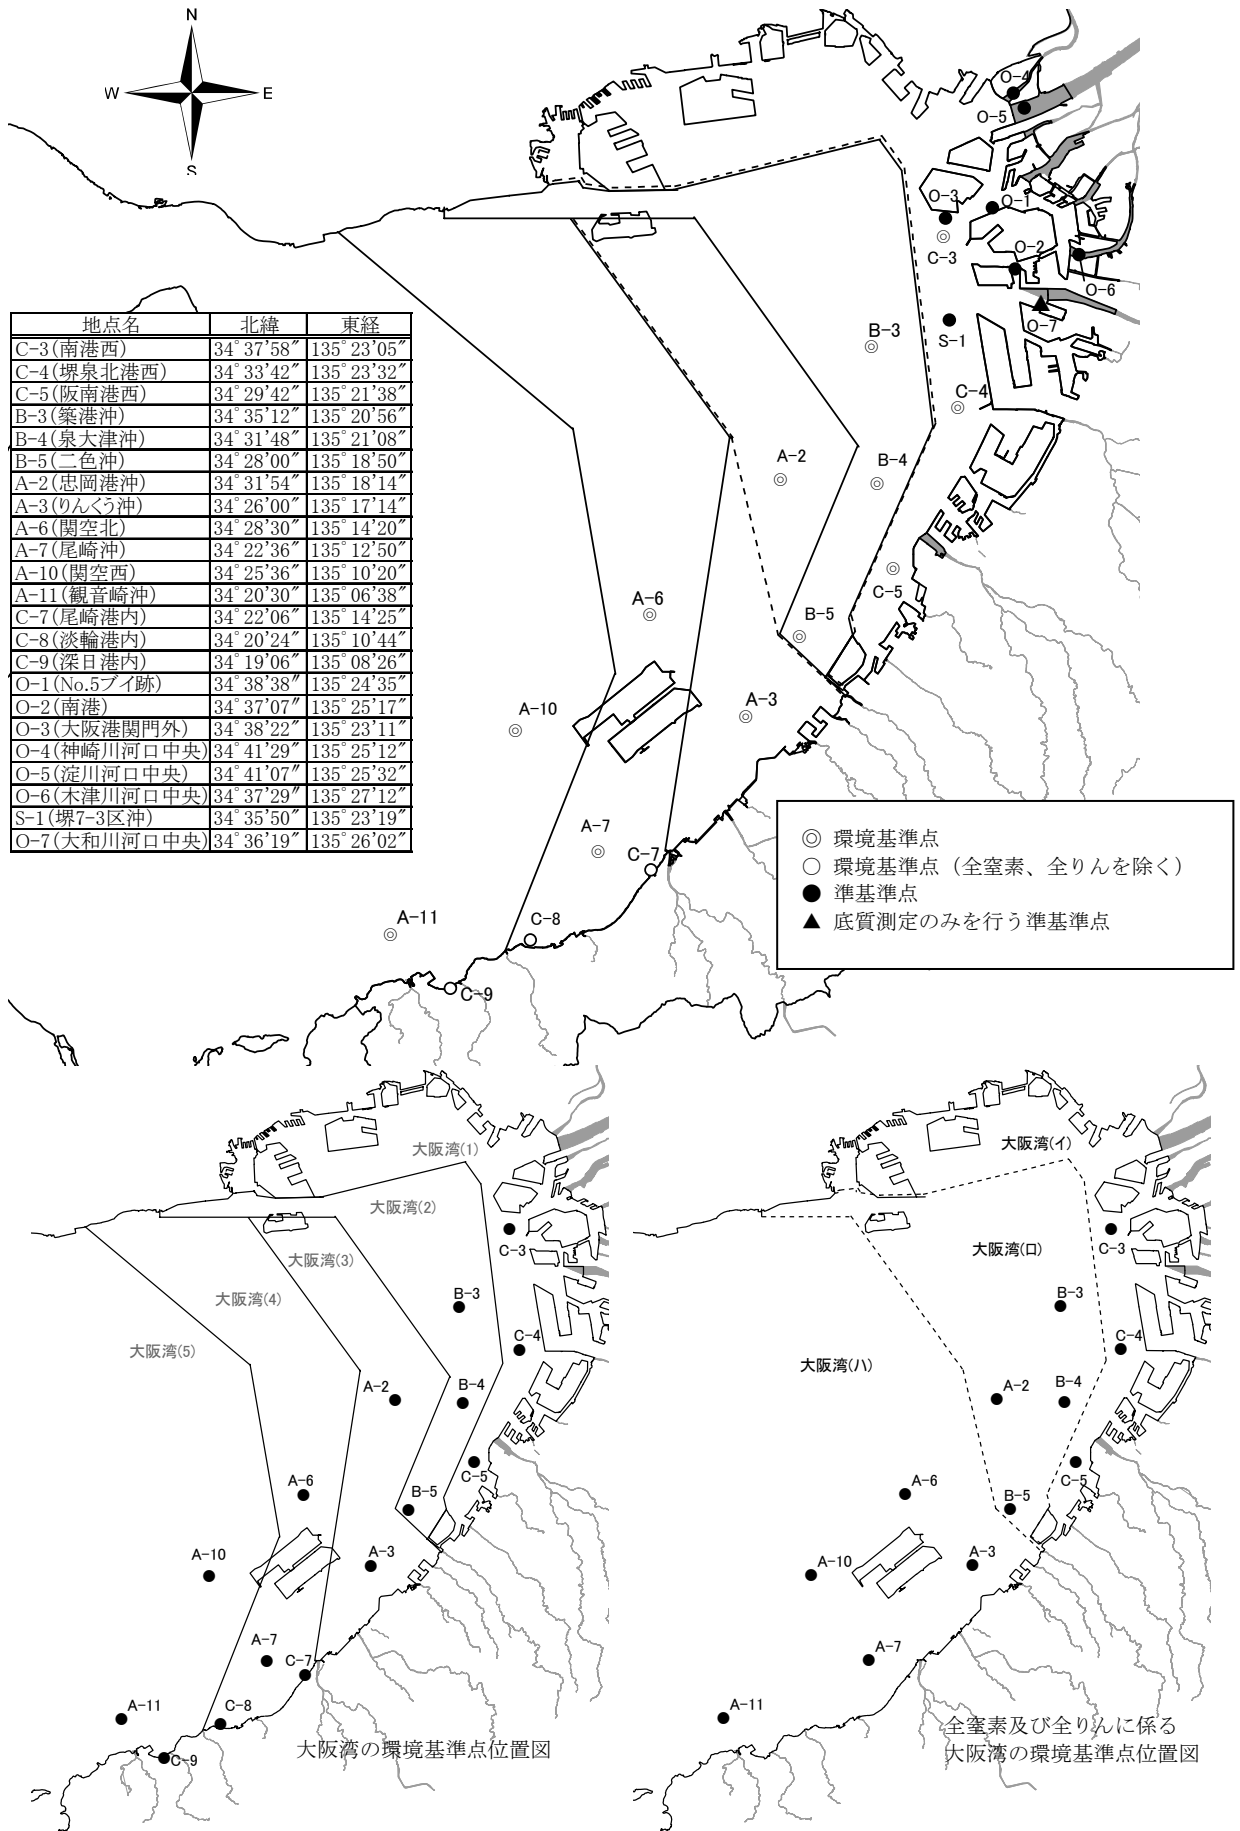 N
W E
S
O-4
O-5
O-3
O-1
C-3
O-2
O-6
O-7
S-1
B-3
C-4
A-2
B-4
C-5
A-6
B-5
A-3
A-10
A-7
C-7
A-11
C-8
C-9
地点名 北緯 東経
C-3(南港西) 34°37′58″ 135°23′05″
C-4(堺泉北港西) 34°33′42″ 135°23′32″
C-5(阪南港西) 34°29′42″ 135°21′38″
B-3(築港沖) 34°35′12″ 135°20′56″
B-4(泉大津沖) 34°31′48″ 135°21′08″
B-5(二色沖) 34°28′00″ 135°18′50″
A-2(忠岡港沖) 34°31′54″ 135°18′14″
A-3(りんくう沖) 34°26′00″ 135°17′14″
A-6(関空北) 34°28′30″ 135°14′20″
A-7(尾崎沖) 34°22′36″ 135°12′50″
A-10(関空西) 34°25′36″ 135°10′20″
A-11(観音崎沖) 34°20′30″ 135°06′38″
C-7(尾崎港内) 34°22′06″ 135°14′25″
C-8(淡輪港内) 34°20′24″ 135°10′44″
C-9(深日港内) 34°19′06″ 135°08′26″
O-1(No.5ブイ跡) 34°38′38″ 135°24′35″
O-2(南港) 34°37′07″ 135°25′17″
O-3(大阪港関門外) 34°38′22″ 135°23′11″
O-4(神崎川河口中央) 34°41′29″ 135°25′12″
O-5(淀川河口中央) 34°41′07″ 135°25′32″
O-6(木津川河口中央) 34°37′29″ 135°27′12″
S-1(堺7-3区沖) 34°35′50″ 135°23′19″
O-7(大和川河口中央) 34°36′19″ 135°26′02″
◎ 環境基準点
○ 環境基準点（全窒素、全りんを除く）
● 準基準点
▲ 底質測定のみを行う準基準点
大阪湾(1)
大阪湾(2)
大阪湾(3)
大阪湾(4)
大阪湾(5)
C-3
B-3
C-4
A-2
B-4
C-5
A-6
B-5
A-10
A-3
A-7
C-7
A-11
C-8
C-9
大阪湾の環境基準点位置図
大阪湾(イ)
大阪湾(ロ)
大阪湾(ハ)
C-3
B-3
C-4
A-2
B-4
C-5
A-6
B-5
A-10
A-3
A-7
A-11
全窒素及び全りんに係る
大阪湾の環境基準点位置図